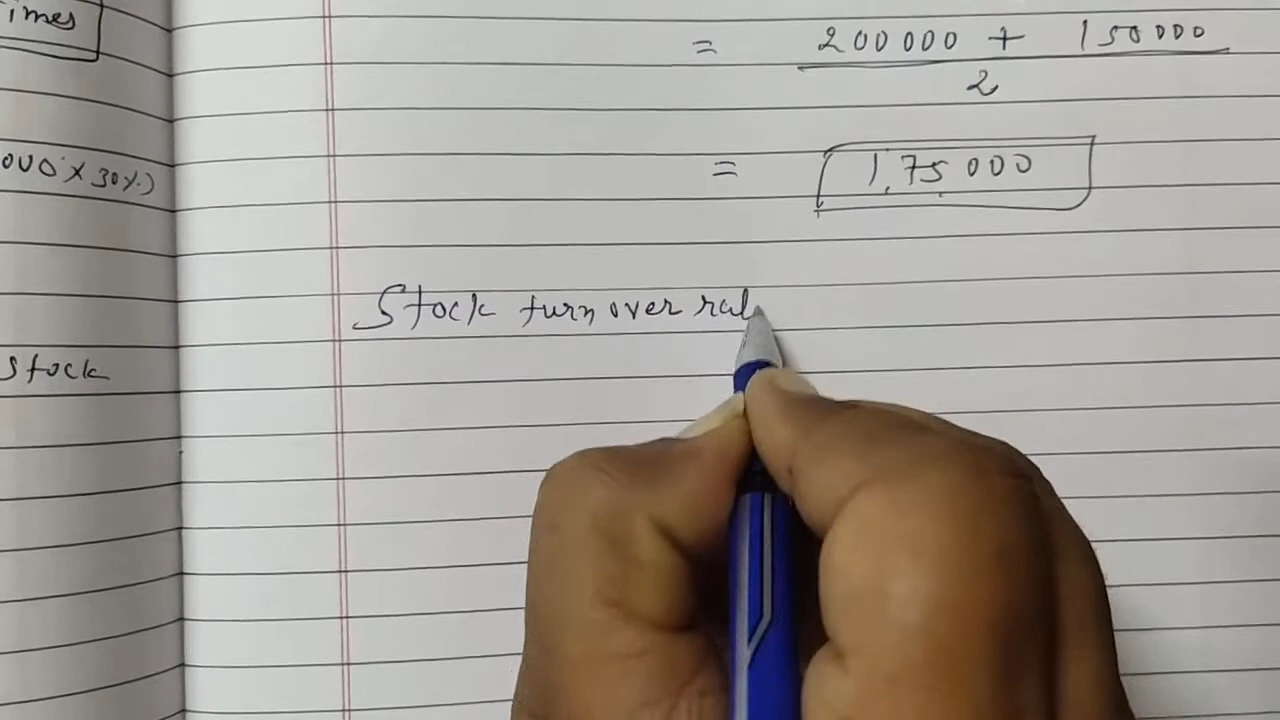 imes
000 x 30%)
stock
= 200000 + 150000
2
= 1,75,000
Stock turnover rat